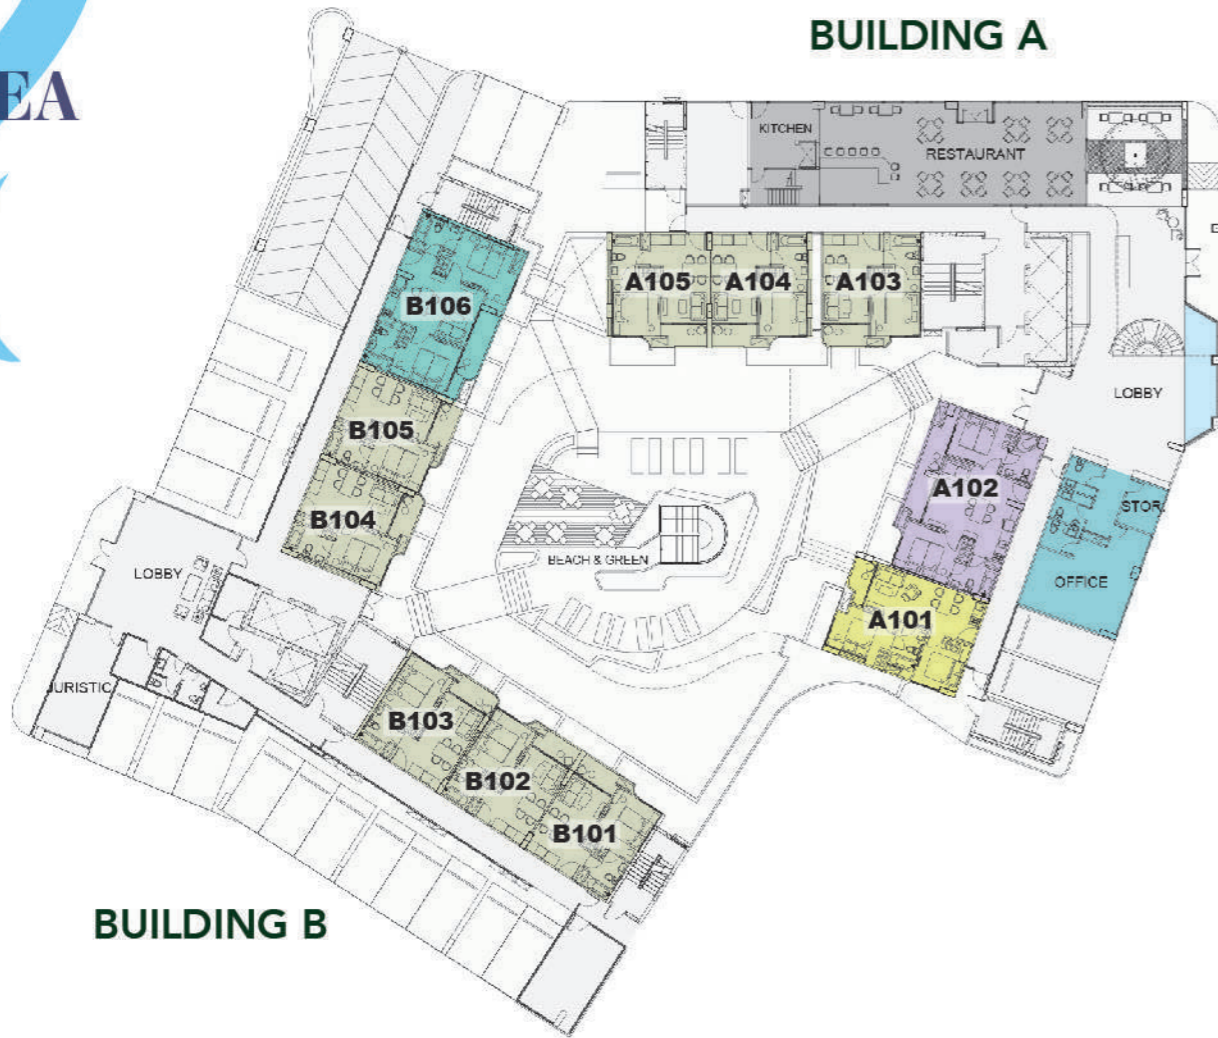 BUILDING A
EA
KITCHEN
RESTAURANT
A105
A104
A103
B106
LOBBY
B105
A102
STOR.
B104
BEACH & GREEN
LOBBY
OFFICE
A101
JURISTIC
B103
B102
B101
BUILDING B